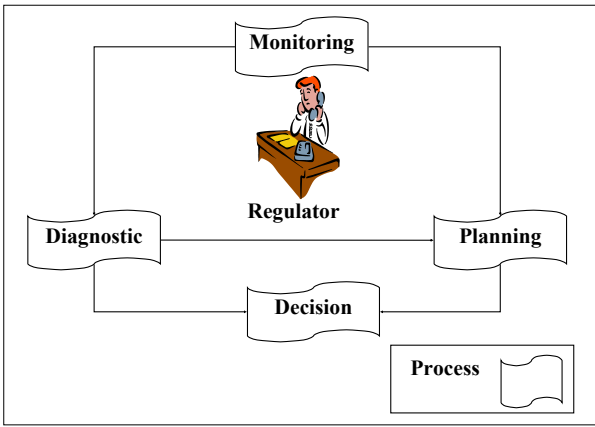 Monitoring
Regulator
Diagnostic
Planning
Decision
Process